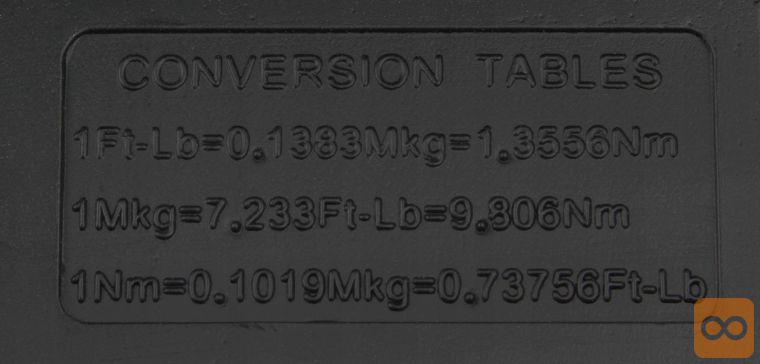 CONVERSION TABLES
1Ft-Lb=0.1383Mkg=1.3556Nm
1Mkg=7.233Ft-Lb=9.806Nm
1Nm=0.1019Mkg=0.73756Ft-Lb